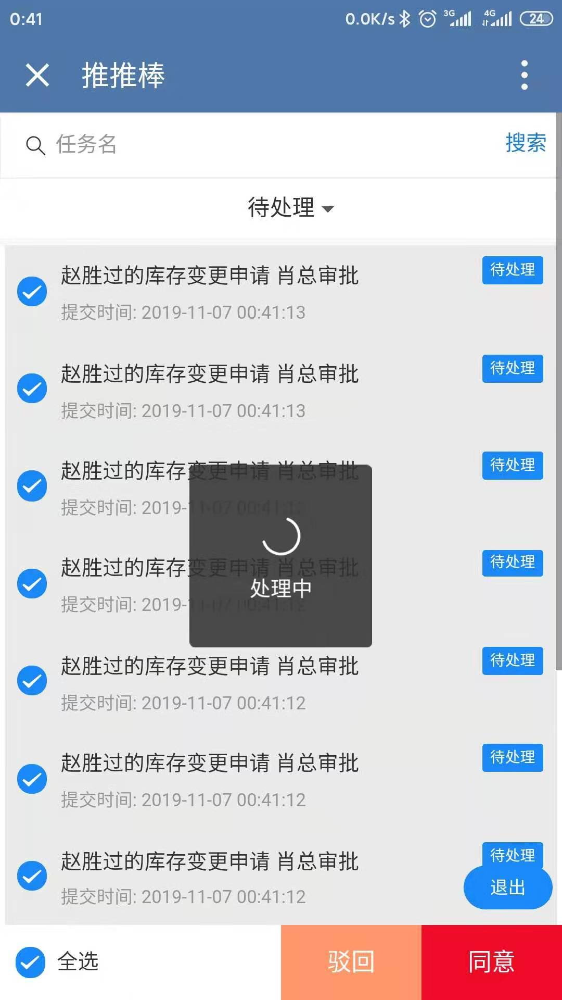 0:41
0.0K/s 3G 4G 24
推推棒
任务名 搜索
待处理
赵胜过的库存变更申请 肖总审批 待处理
提交时间: 2019-11-07 00:41:13
赵胜过的库存变更申请 肖总审批 待处理
提交时间: 2019-11-07 00:41:13
赵胜过的库存变更申请 肖总审批 待处理
提交时间: 2019-11-07 00:41:12
赵胜过的库存变更申请 肖总审批 待处理
处理中
提交时间: 2019-11-07 00:41:12
赵胜过的库存变更申请 肖总审批 待处理
提交时间: 2019-11-07 00:41:12
赵胜过的库存变更申请 肖总审批 待处理
提交时间: 2019-11-07 00:41:12
赵胜过的库存变更申请 肖总审批 待处理
提交时间: 2019-11-07 00:41:12 退出
全选 驳回 同意